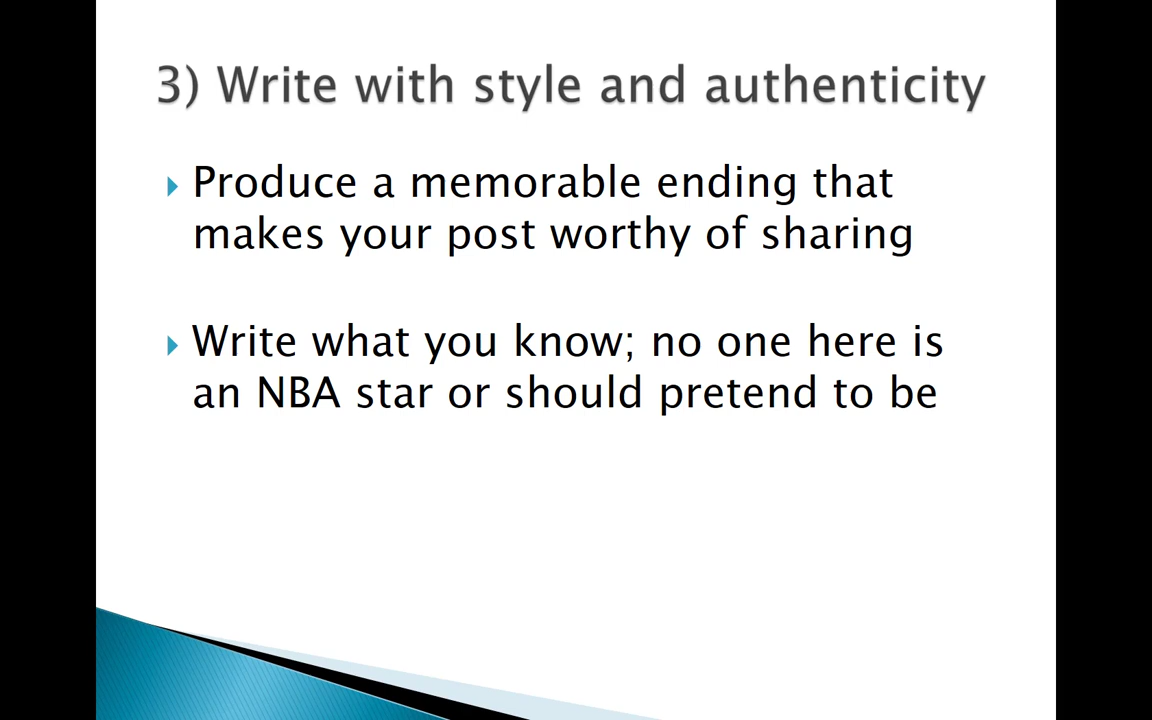 3) Write with style and authenticity
Produce a memorable ending that
makes your post worthy of sharing
Write what you know; no one here is
an NBA star or should pretend to be